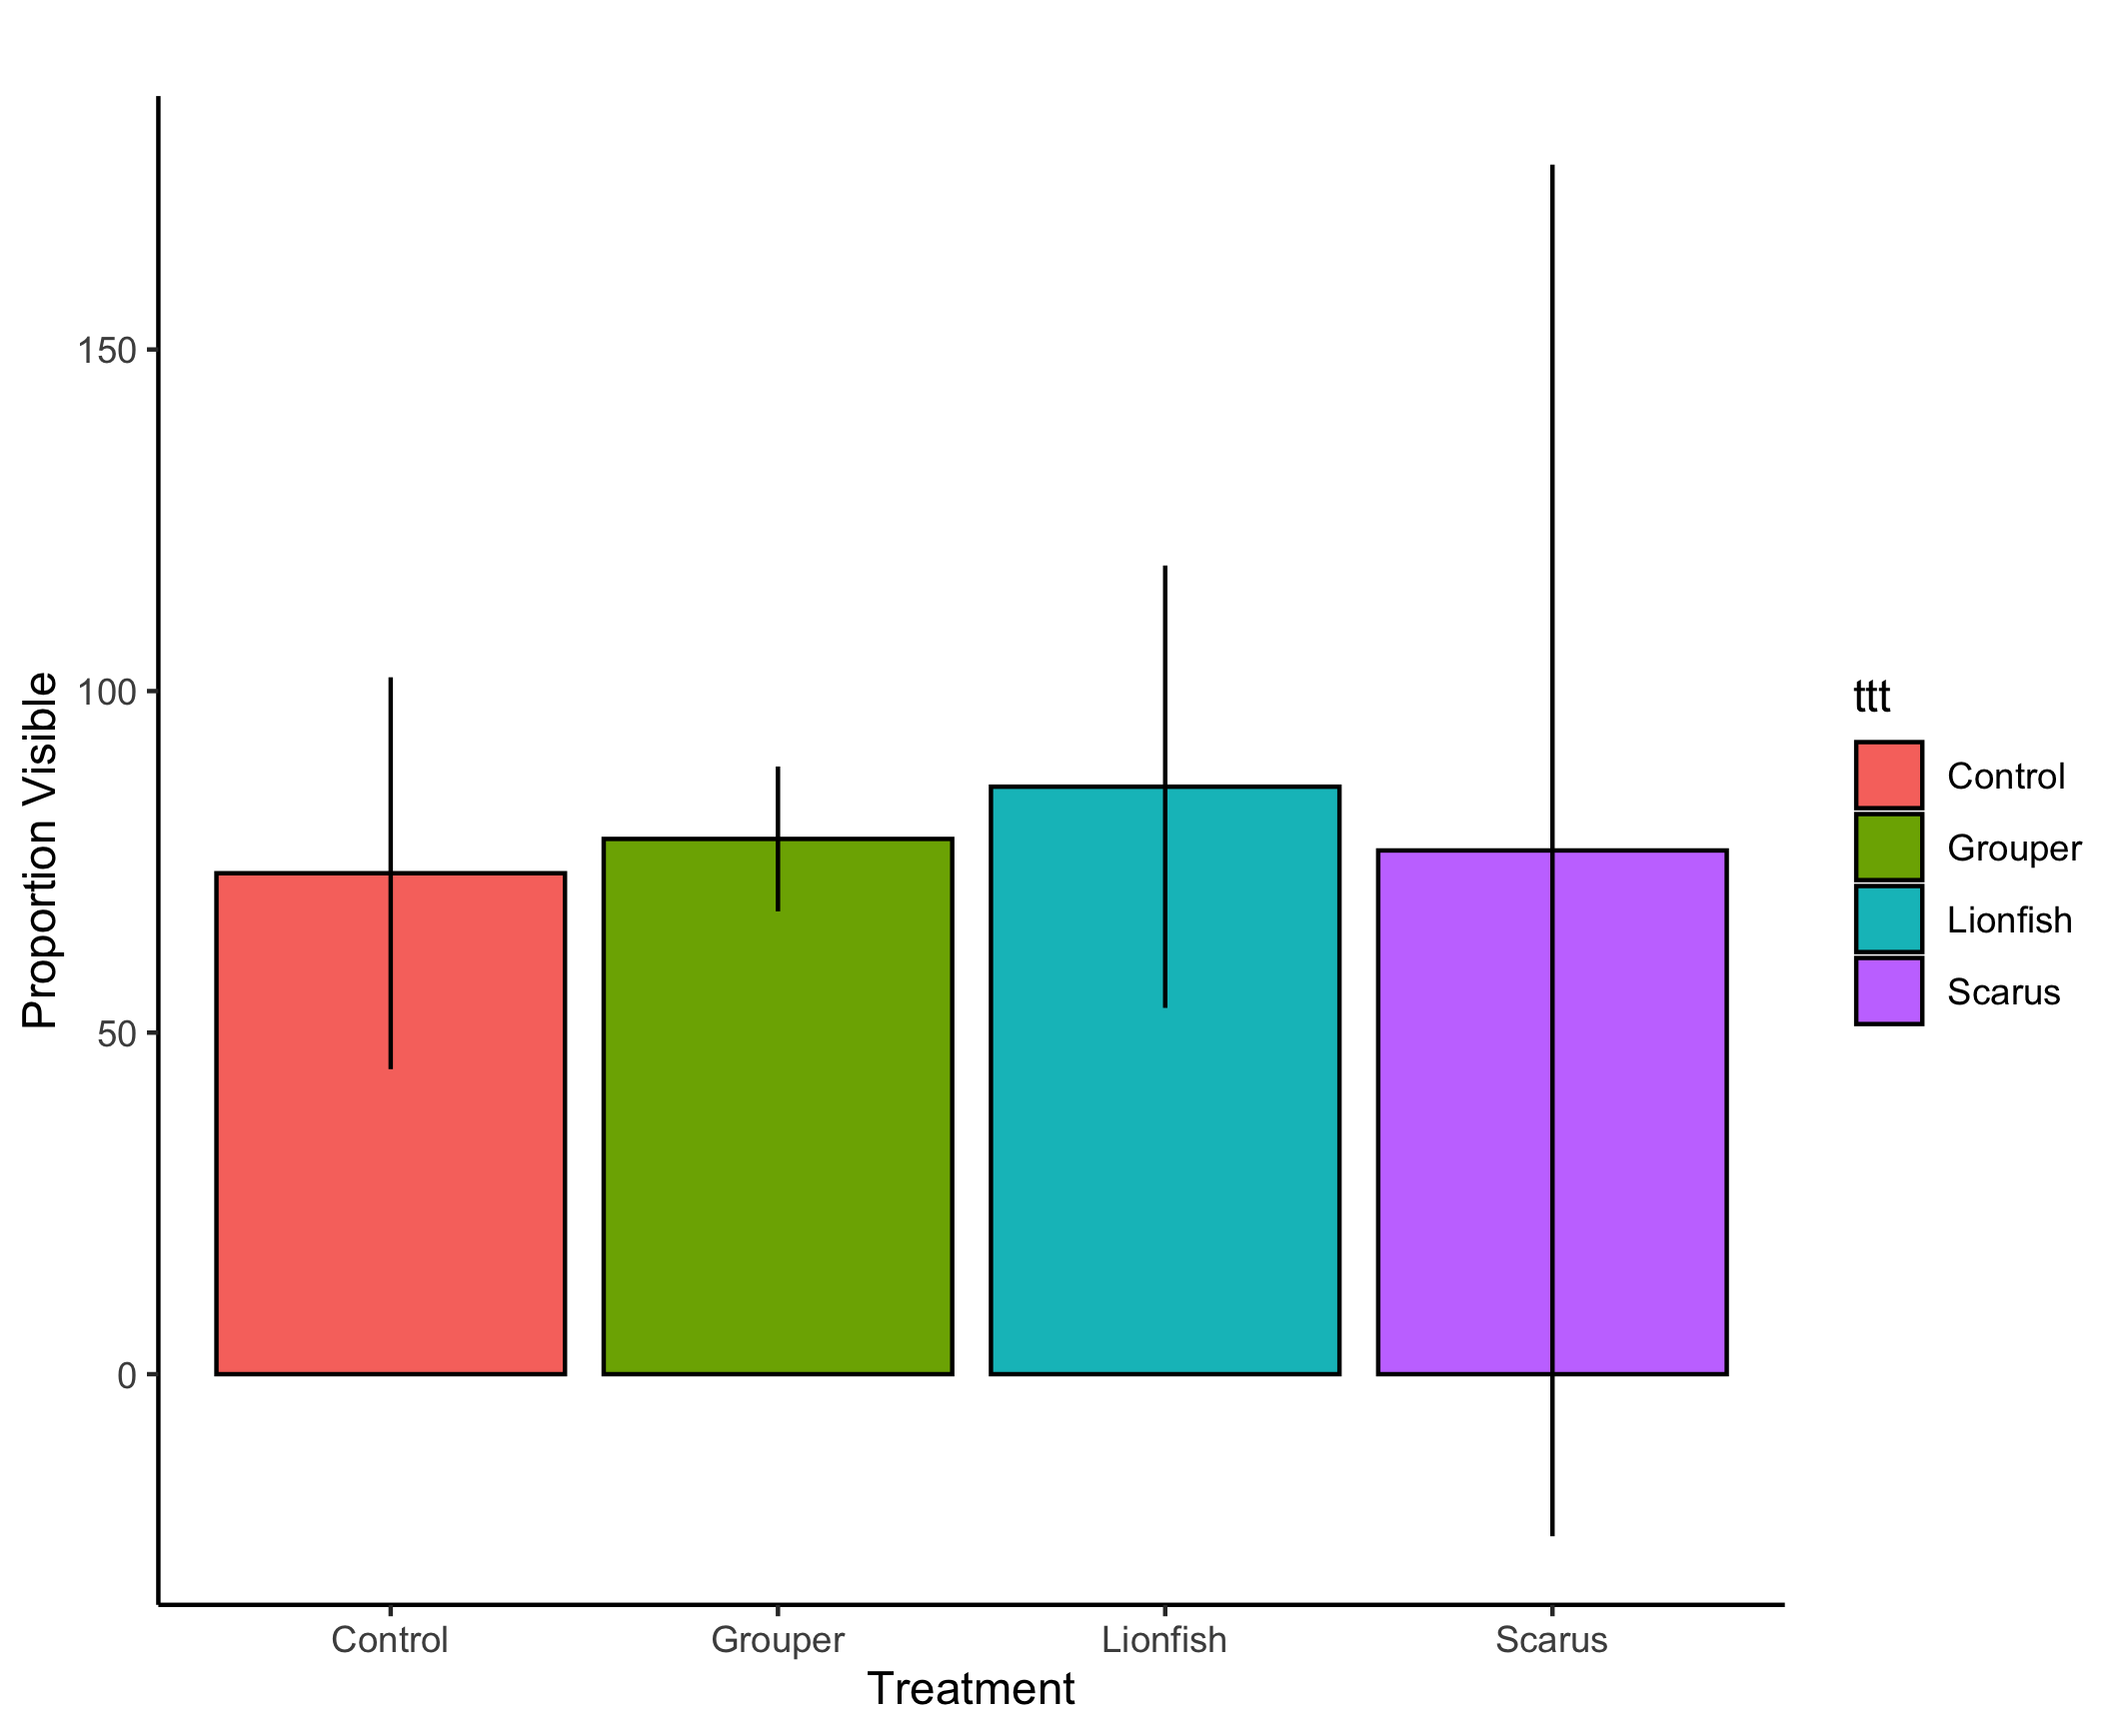 Proportion Visible
150
100
50
0
Control
Grouper
Lionfish
Scarus
Treatment
ttt
Control
Grouper
Lionfish
Scarus